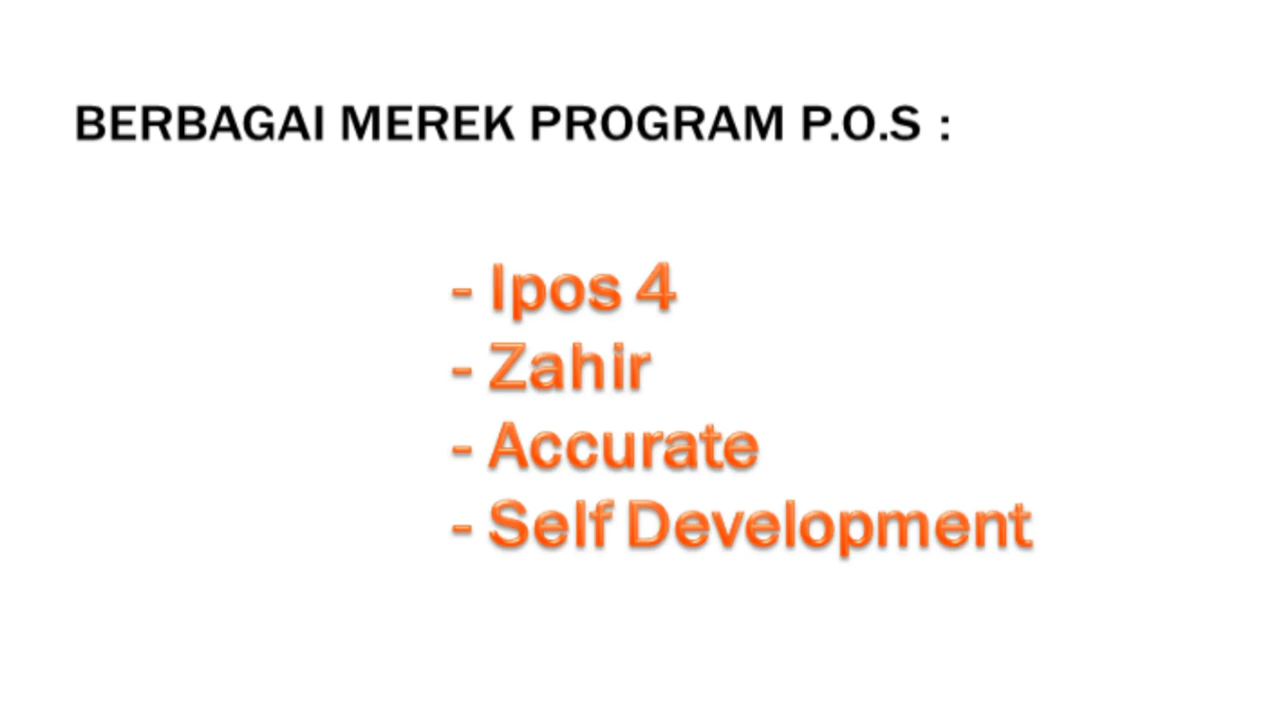 BERBAGAI MEREK PROGRAM P.O.S :
- Ipos 4
- Zahir
- Accurate
- Self Development